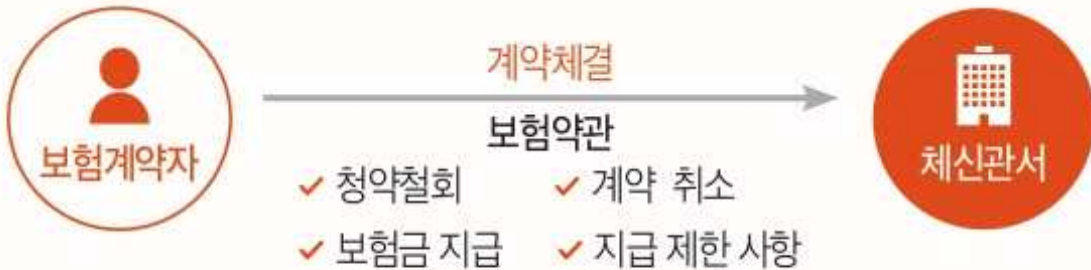 계약체결
보험계약자
보험약관
체신관서
✓ 청약철회 ✓ 계약 취소
✓ 보험금 지급 ✓ 지급 제한 사항